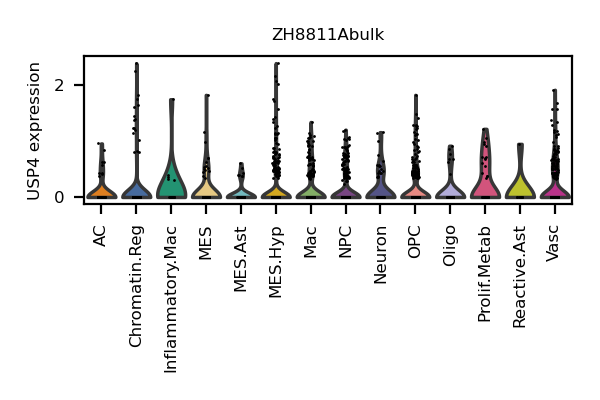 ZH8811Abulk
USP4 expression
2
0
AC
Chromatin.Reg
Inflammatory.Mac
MES
MES.Ast
MES.Hyp
Mac
NPC
Neuron
OPC
Oligo
Prolif.Metab
Reactive.Ast
Vasc